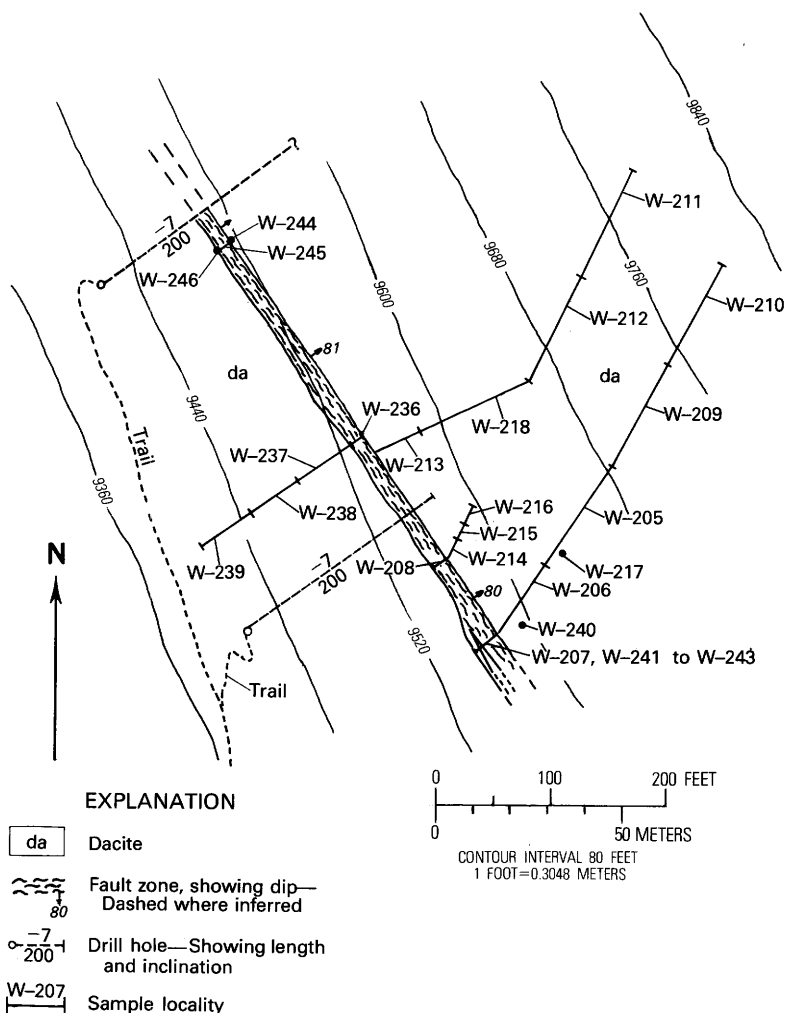 9840
W–211
9680
–7
200
W–244
W–245
W–246
9760
W–210
9600
W–212
81
da
da
W–209
9440
W–236
W–218
W–237
W–213
Trail
9360
W–238
W–216
W–205
W–215
W–239
–7
200
W–208
W–214
W–217
W–206
N
80
W–240
9520
W–207, W–241 to W–243
Trail
0 100 200 FEET
0 50 METERS
CONTOUR INTERVAL 80 FEET
1 FOOT=0.3048 METERS
EXPLANATION
da Dacite
Fault zone, showing dip—
80 Dashed where inferred
–7
200
Drill hole—Showing length
and inclination
W–207
Sample locality
?